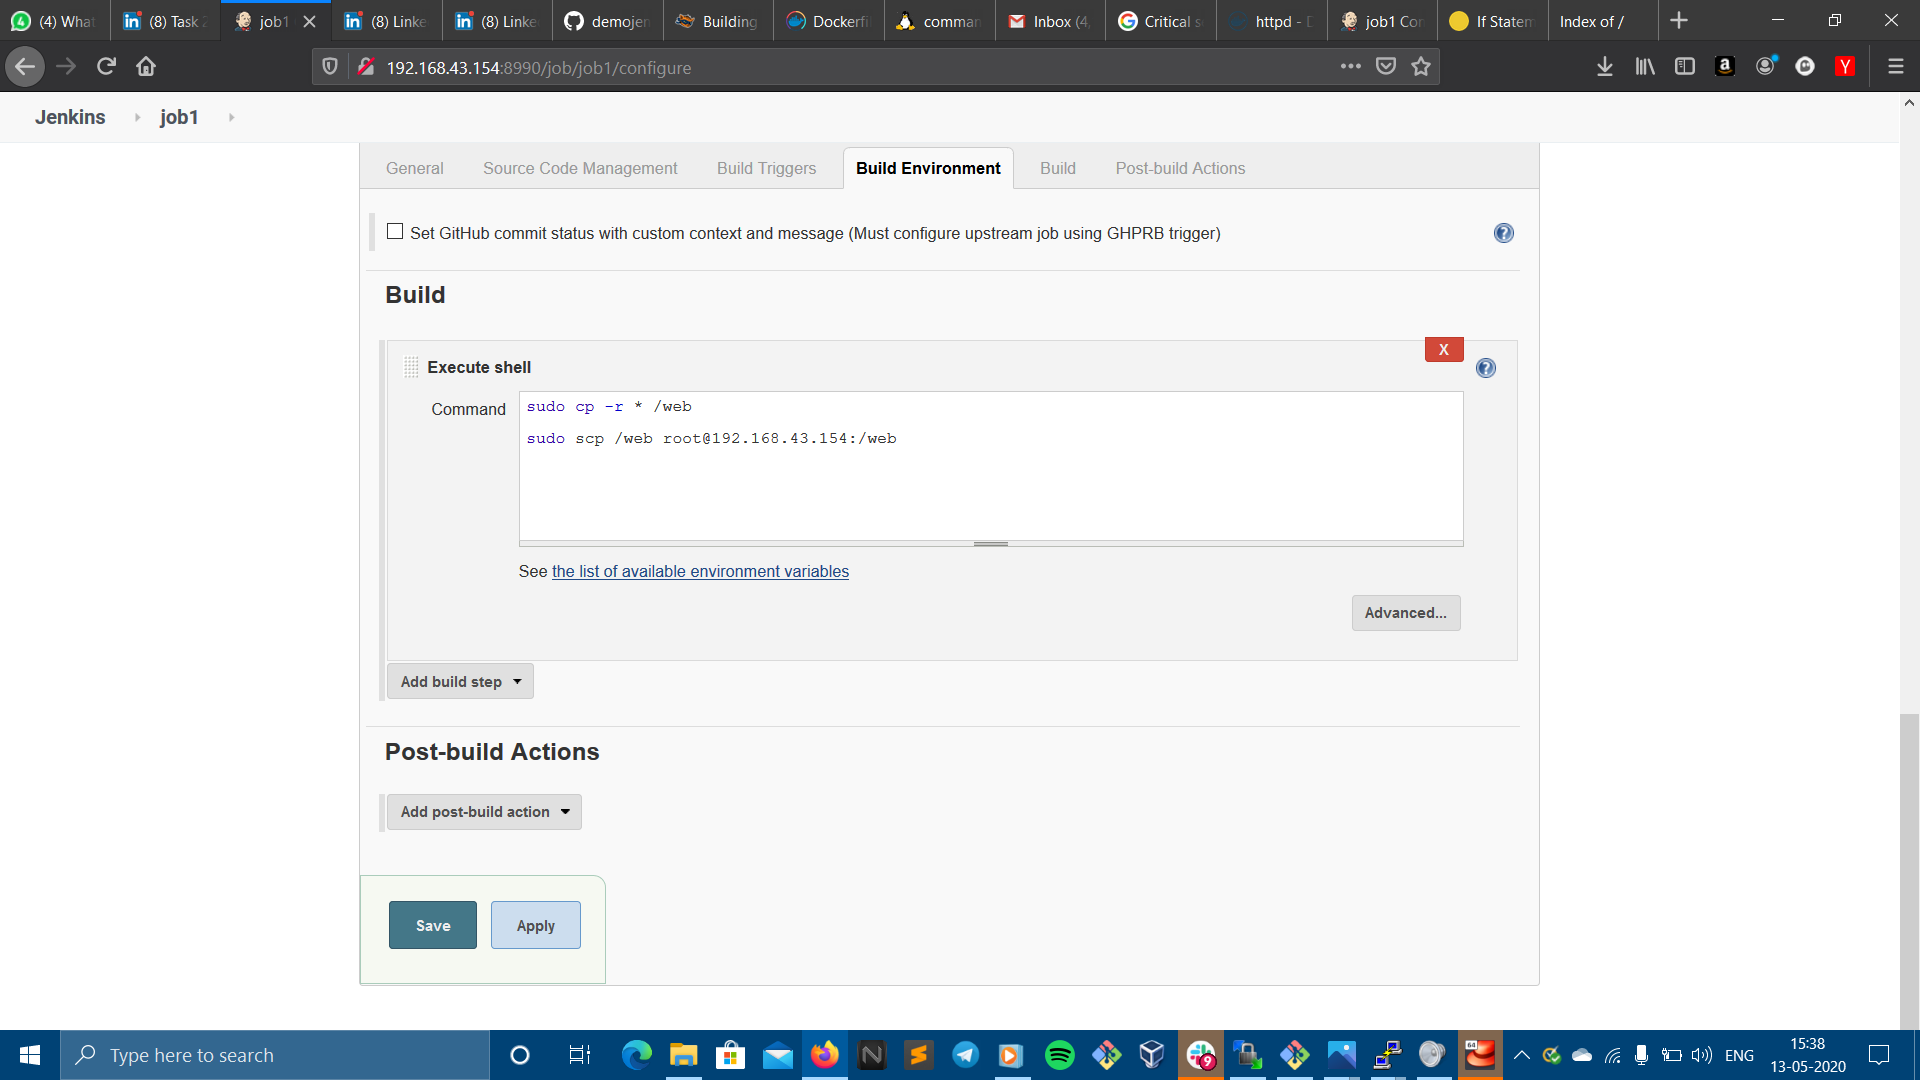 (4) What
(8) Task 2
job1
(8) Linke
(8) Linke
demojen
Building
Dockerfi
comman
Inbox (4,
Critical s
httpd - D
job1 Con
If Statem
Index of /
192.168.43.154:8990/job/job1/configure
Jenkins
job1
General
Source Code Management
Build Triggers
Build Environment
Build
Post-build Actions
Set GitHub commit status with custom context and message (Must configure upstream job using GHPRB trigger)
Build
X
Execute shell
Command
sudo cp -r * /web
sudo scp /web root@192.168.43.154:/web
See the list of available environment variables
Advanced...
Add build step
Post-build Actions
Add post-build action
Save
Apply
Type here to search
9
64
ENG
15:38
13-05-2020